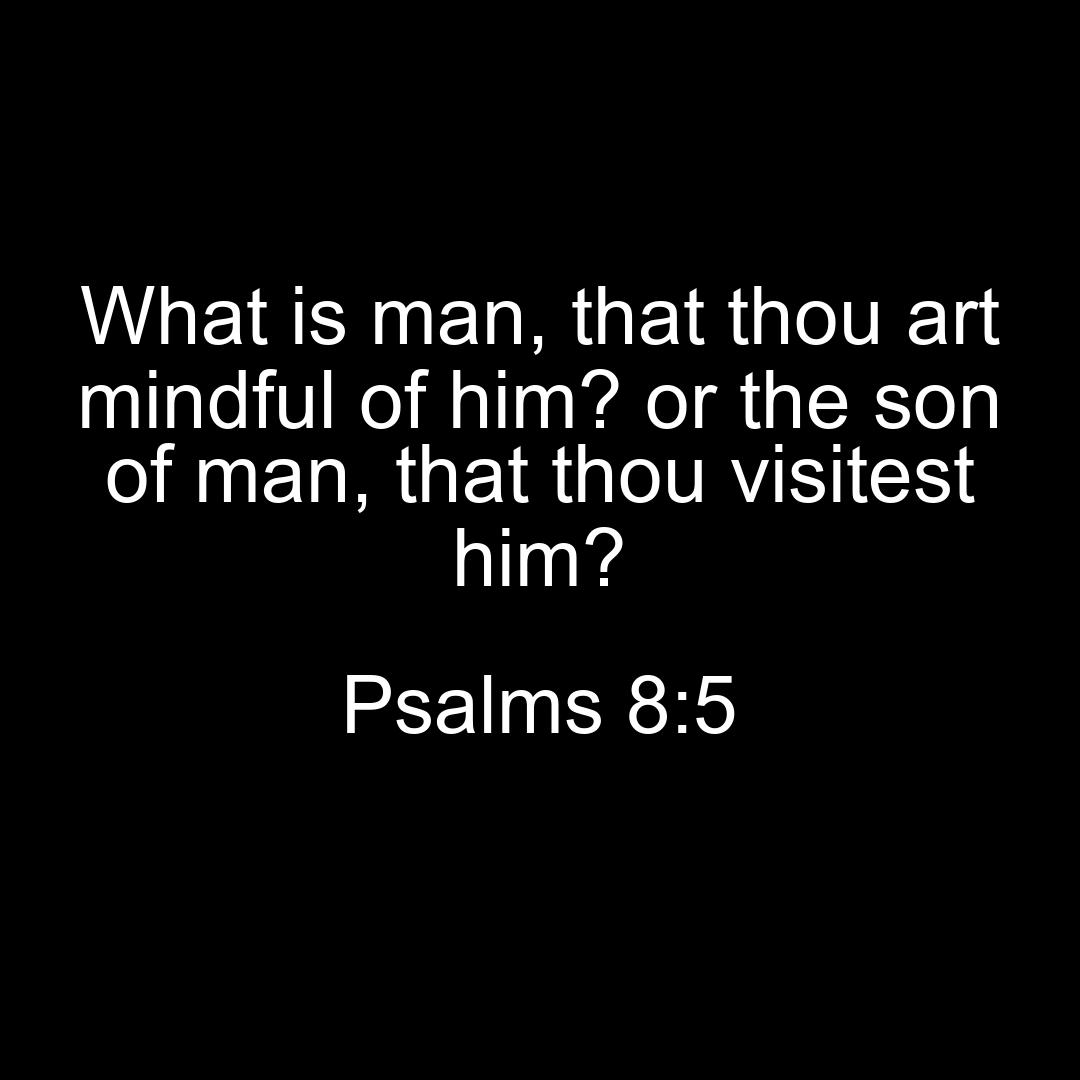 What is man, that thou art
mindful of him? or the son
of man, that thou visitest
him?
Psalms 8:5